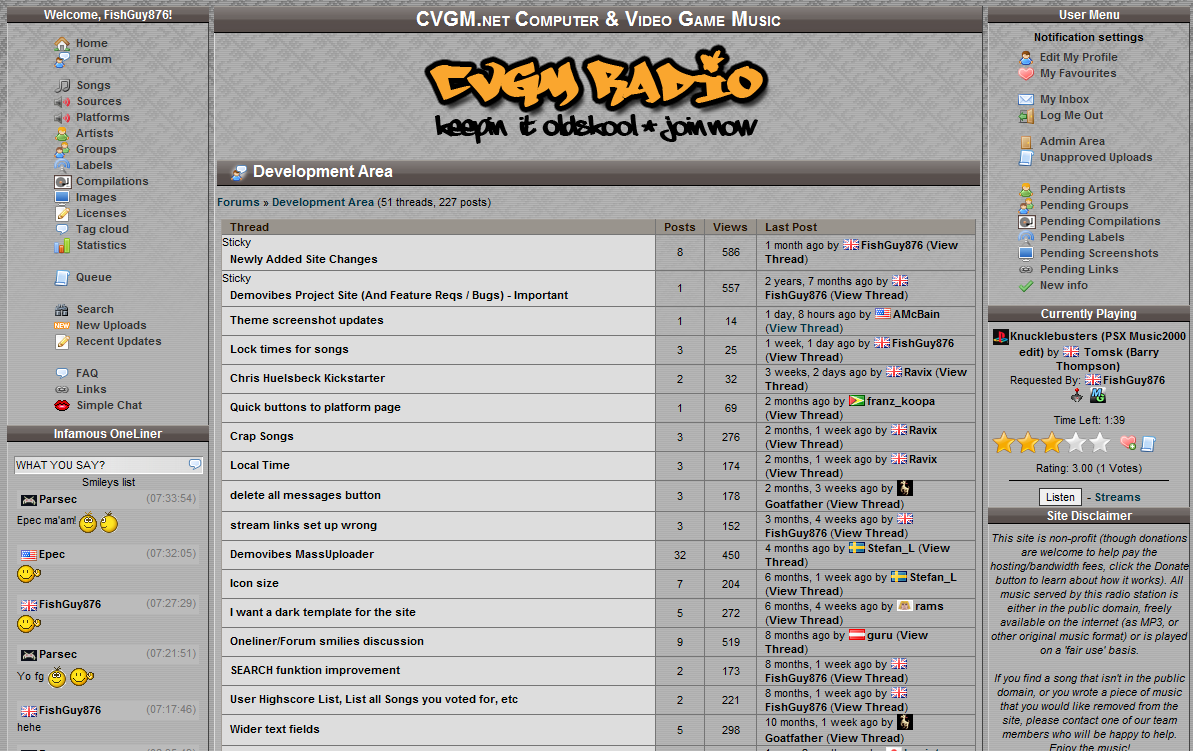 Welcome, FishGuy876!
Home
Forum
Songs
Sources
Platforms
Artists
Groups
Labels
Compilations
Images
Licenses
Tag cloud
Statistics
Queue
Search
NEW New Uploads
Recent Updates
FAQ
Links
Simple Chat
Infamous OneLiner
WHAT YOU SAY?
Smileys list
Parsec (07:33:54)
Epec ma'am!
Epec (07:32:05)
FishGuy876 (07:27:29)
Parsec (07:21:51)
Yo fg
FishGuy876 (07:17:46)
hehe
CVGM.net Computer & Video Game Music
CVGM RADIO
keepin it oldskool * join now
Development Area
Forums » Development Area (51 threads, 227 posts)
Thread Posts Views Last Post
Sticky
Newly Added Site Changes 8 586 1 month ago by FishGuy876 (View
Thread)
Sticky
Demovibes Project Site (And Feature Reqs / Bugs) - Important 1 557 2 years, 7 months ago by
FishGuy876 (View Thread)
Theme screenshot updates 1 14 1 day, 8 hours ago by AMcBain
(View Thread)
Lock times for songs 3 25 1 week, 1 day ago by FishGuy876
(View Thread)
Chris Huelsbeck Kickstarter 2 32 3 weeks, 2 days ago by Ravix (View
Thread)
Quick buttons to platform page 1 69 2 months ago by franz_koopa
(View Thread)
Crap Songs 3 276 2 months, 1 week ago by Ravix
(View Thread)
Local Time 3 174 2 months, 1 week ago by Ravix
(View Thread)
delete all messages button 3 178 2 months, 3 weeks ago by
Goatfather (View Thread)
stream links set up wrong 3 152 3 months, 4 weeks ago by
FishGuy876 (View Thread)
Demovibes MassUploader 32 450 4 months ago by Stefan_L (View
Thread)
Icon size 7 204 6 months, 1 week ago by Stefan_L
(View Thread)
I want a dark template for the site 5 272 6 months, 4 weeks ago by rams
(View Thread)
Oneliner/Forum smilies discussion 9 519 8 months ago by guru (View
Thread)
SEARCH funktion improvement 2 173 8 months, 1 week ago by
FishGuy876 (View Thread)
User Highscore List, List all Songs you voted for, etc 2 221 8 months, 1 week ago by
FishGuy876 (View Thread)
Wider text fields 5 298 10 months, 1 week ago by
Goatfather (View Thread)
User Menu
Notification settings
Edit My Profile
My Favourites
My Inbox
Log Me Out
Admin Area
Unapproved Uploads
Pending Artists
Pending Groups
Pending Compilations
Pending Labels
Pending Screenshots
Pending Links
New info
Currently Playing
Knucklebusters (PSX Music2000
edit) by Tomsk (Barry
Thompson)
Requested By: FishGuy876
Time Left: 1:39
Rating: 3.00 (1 Votes)
Listen - Streams
Site Disclaimer
This site is non-profit (though donations
are welcome to help pay the
hosting/bandwidth fees, click the Donate
button to learn about how it works). All
music served by this radio station is
either in the public domain, freely
available on the internet (as MP3, or
other original music format) or is played
on a 'fair use' basis.
If you find a song that isn't in the public
domain, or you wrote a piece of music
that you would like removed from the
site, please contact one of our team
members who will be happy to help.
Enjoy the music!